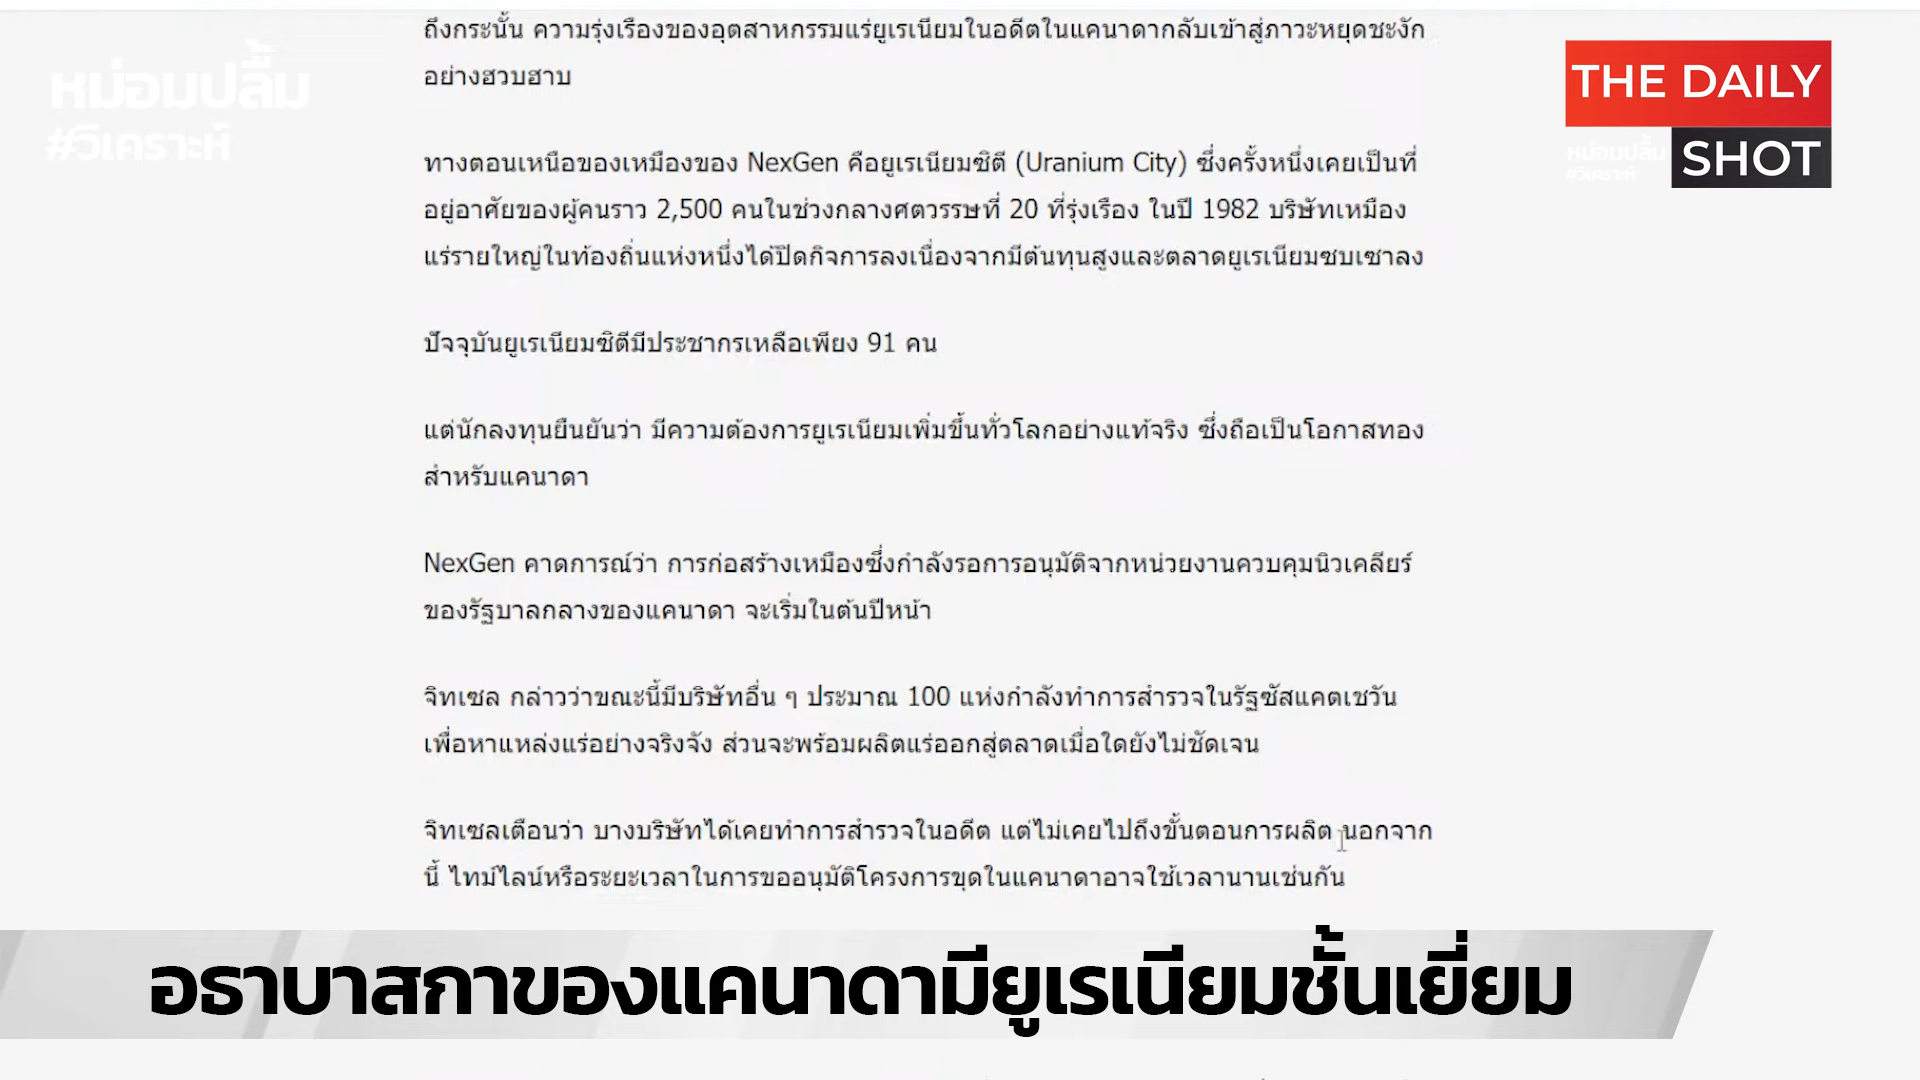 ถึงกระนั้น ความรุ่งเรืองของอุตสาหกรรมแร่ยูเรเนียมในอดีตในแคนาดากลับเข้าสู่ภาวะหยุดชะงัก
อย่างฮวบฮาบ
หม่อมปลื้ม
#วิเคราะห์
THE DAILY
SHOT
หม่อมปลื้ม
#วิเคราะห์
ทางตอนเหนือของเหมืองของ NexGen คือยูเรเนียมซิตี (Uranium City) ซึ่งครั้งหนึ่งเคยเป็นที่
อยู่อาศัยของผู้คนราว 2,500 คนในช่วงกลางศตวรรษที่ 20 ที่รุ่งเรือง ในปี 1982 บริษัทเหมือง
แร่รายใหญ่ในท้องถิ่นแห่งหนึ่งได้ปิดกิจการลงเนื่องจากมีต้นทุนสูงและตลาดยูเรเนียมซบเซาลง
ปัจจุบันยูเรเนียมซิตีมีประชากรเหลือเพียง 91 คน
แต่นักลงทุนยืนยันว่า มีความต้องการยูเรเนียมเพิ่มขึ้นทั่วโลกอย่างแท้จริง ซึ่งถือเป็นโอกาสทอง
สำหรับแคนาดา
NexGen คาดการณ์ว่า การก่อสร้างเหมืองซึ่งกำลังรอการอนุมัติจากหน่วยงานควบคุมนิวเคลียร์
ของรัฐบาลกลางของแคนาดา จะเริ่มในต้นปีหน้า
จิทเซล กล่าวว่าขณะนี้มีบริษัทอื่น ๆ ประมาณ 100 แห่งกำลังทำการสำรวจในรัฐซัสแคตเชวัน
เพื่อหาแหล่งแร่อย่างจริงจัง ส่วนจะพร้อมผลิตแร่ออกสู่ตลาดเมื่อใดยังไม่ชัดเจน
จิทเซลเตือนว่า บางบริษัทได้เคยทำการสำรวจในอดีต แต่ไม่เคยไปถึงขั้นตอนการผลิต นอกจาก
นี้ ไทม์ไลน์หรือระยะเวลาในการขออนุมัติโครงการขุดในแคนาดาอาจใช้เวลานานเช่นกัน
อธาบาสกาของแคนาดามียูเรเนียมชั้นเยี่ยม